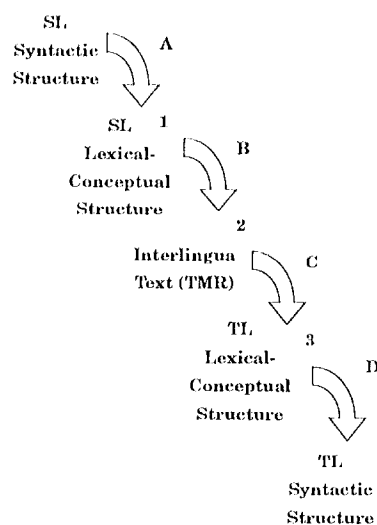 SL
Syntactic
Structure
A
SL
1
Lexical-
Conceptual
Structure
B
2
Interlingua
Text (TMR)
C
TL
3
Lexical-
Conceptual
Structure
D
TL
Syntactic
Structure